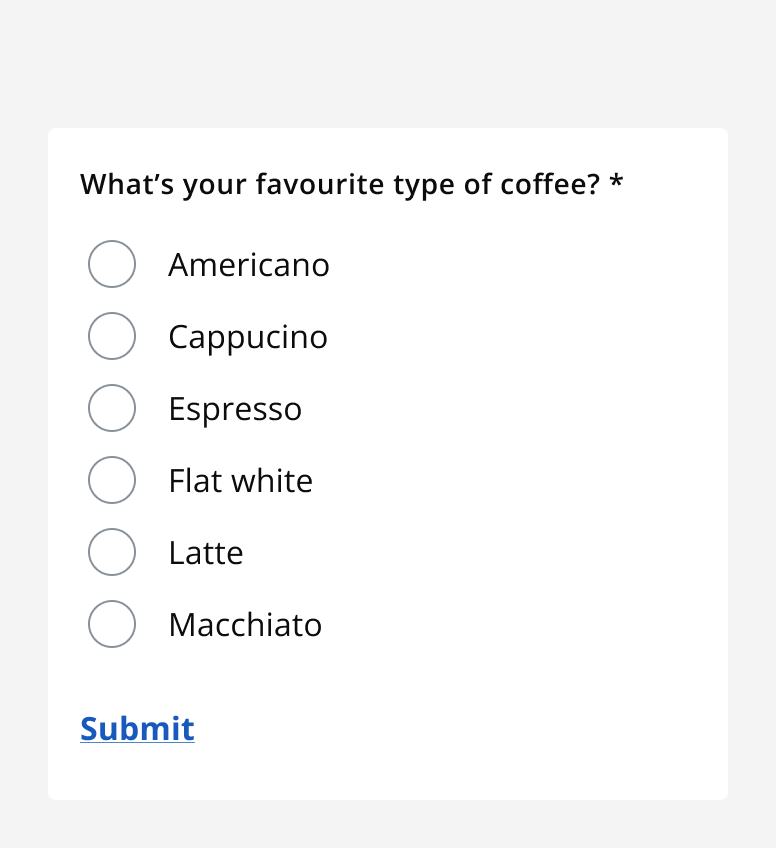 What’s your favourite type of coffee? *
Americano
Cappucino
Espresso
Flat white
Latte
Macchiato
Submit